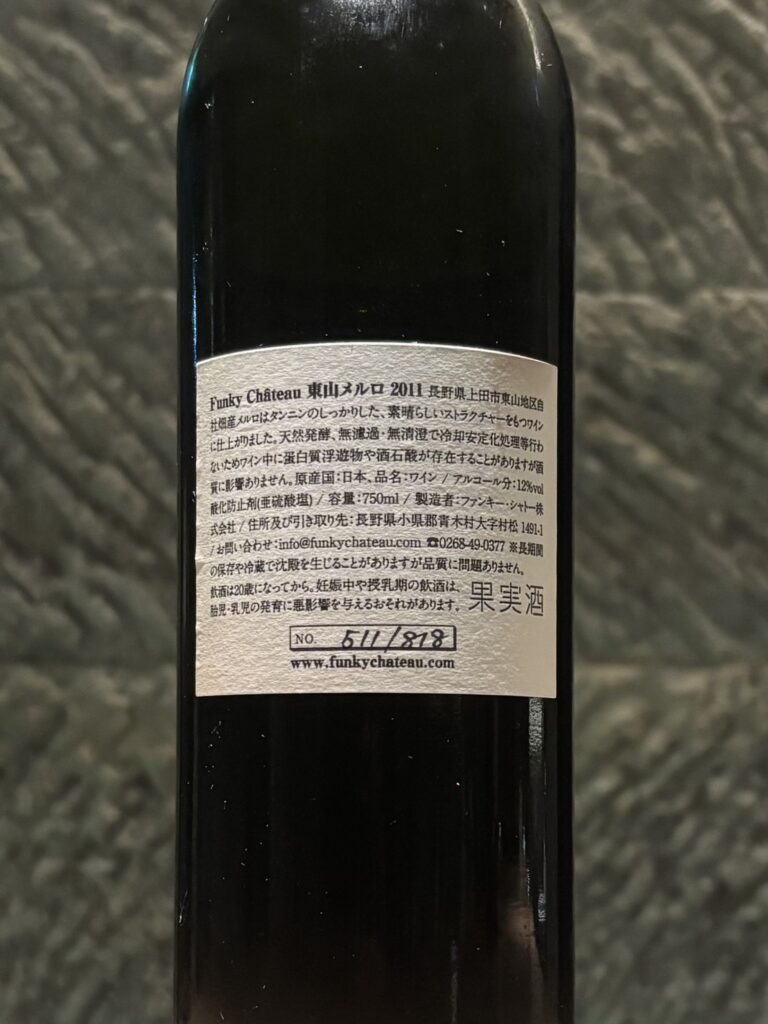 Funky Château 東山メルロ 2011 長野県上田市東山地区自
社畑産メルロはタンニンのしっかりした、素晴らしいストラクチャーをもつワイン
に仕上がりました。天然発酵、無濾過・無清澄で冷却安定化処理等行わ
ないためワイン中に蛋白質浮遊物や酒石酸が存在することがありますが酒
質に影響ありません。原産国：日本、品名：ワイン / アルコール分：12%vol
酸化防止剤(亜硫酸塩) / 容量：750ml / 製造者：ファンキー・シャトー株
式会社 / 住所及び引き取り先：長野県小県郡青木村大字村松 1491-1
/ お問い合わせ：info@funkychateau.com ☎0268-49-0377 ※長期間
の保存や冷蔵で沈殿を生じることがありますが品質に問題ありません。
飲酒は20歳になってから。妊娠中や授乳期の飲酒は、
胎児・乳児の発育に悪影響を与えるおそれがあります。
果実酒
NO. 511/818
www.funkychateau.com